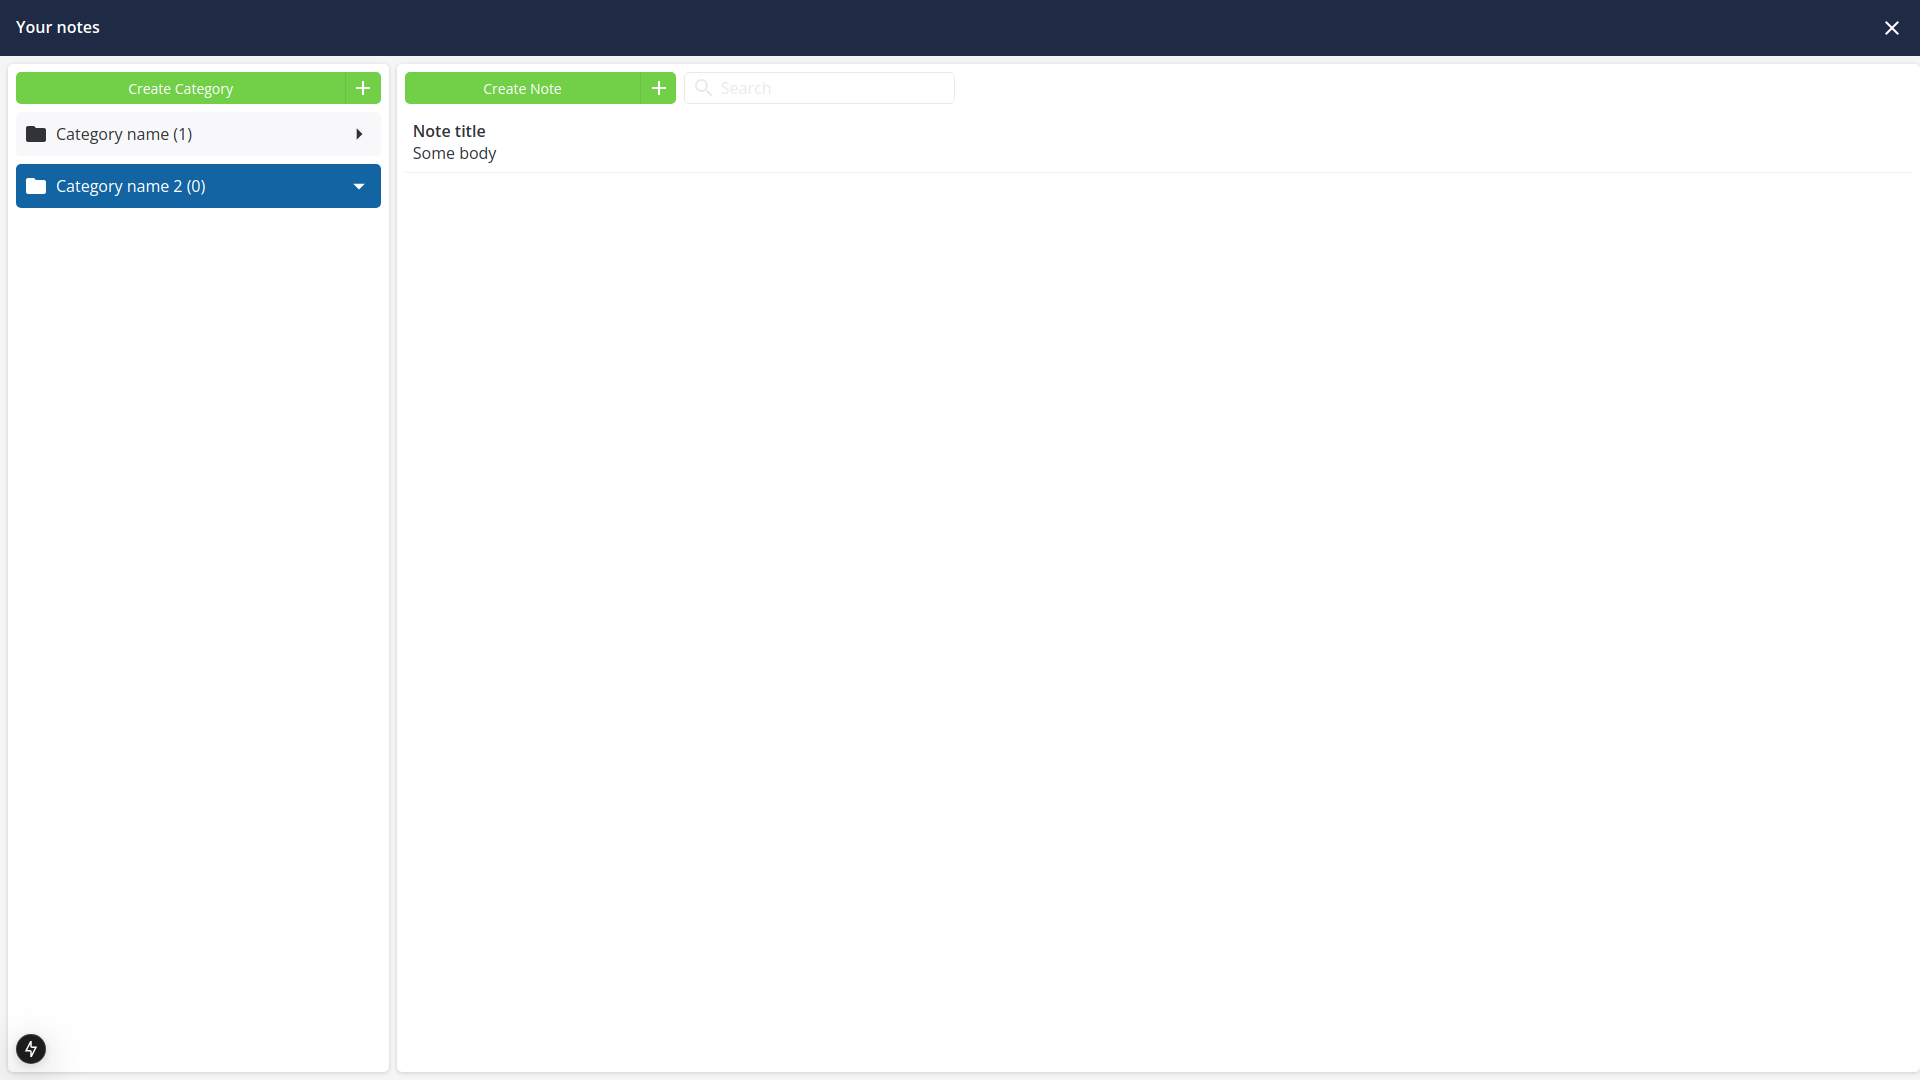 Your notes
Create Category
Create Note
Search
Category name (1)
Note title
Some body
Category name 2 (0)